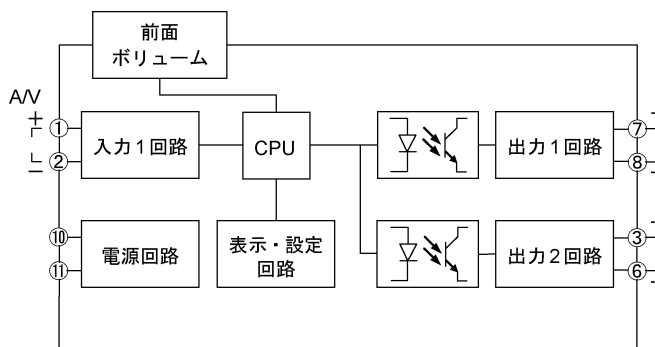 前面
ボリューム
A/V
+
① 入力1回路 CPU 出力1回路 ⑦
② ⑧
−
⑩ 電源回路 表示・設定
回路 出力2回路 ③
⑪ ⑥